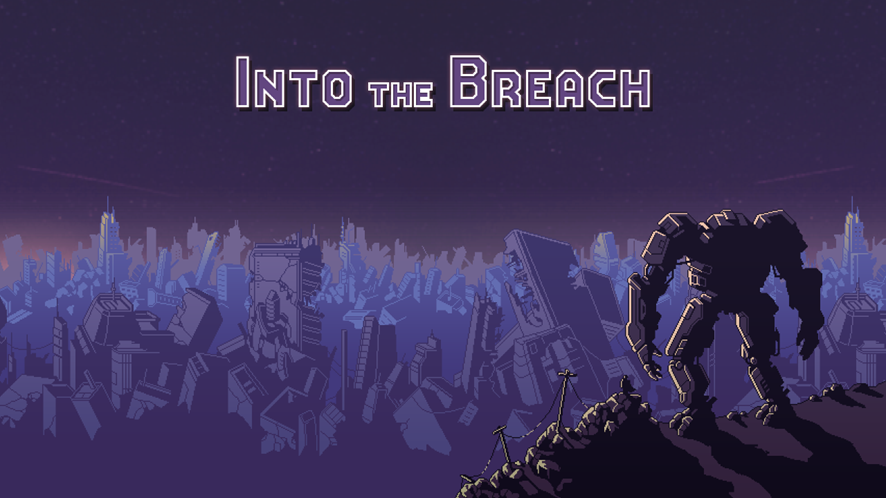 Into the Breach